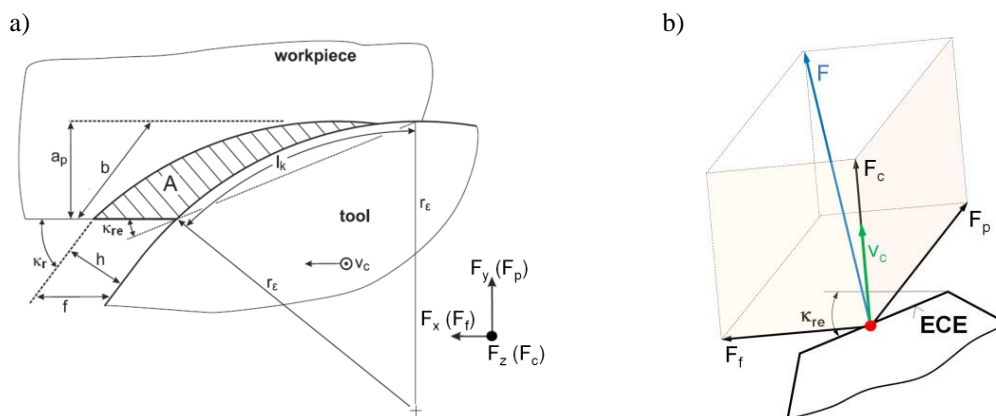 a)
workpiece
a_p
b
A
l_k
κ_re
tool
r_ε
κ_r
h
v_c
r_ε
f
F_y (F_p)
F_x (F_f)
F_z (F_c)
b)
F
F_c
F_p
v_c
κ_re
ECE
F_f